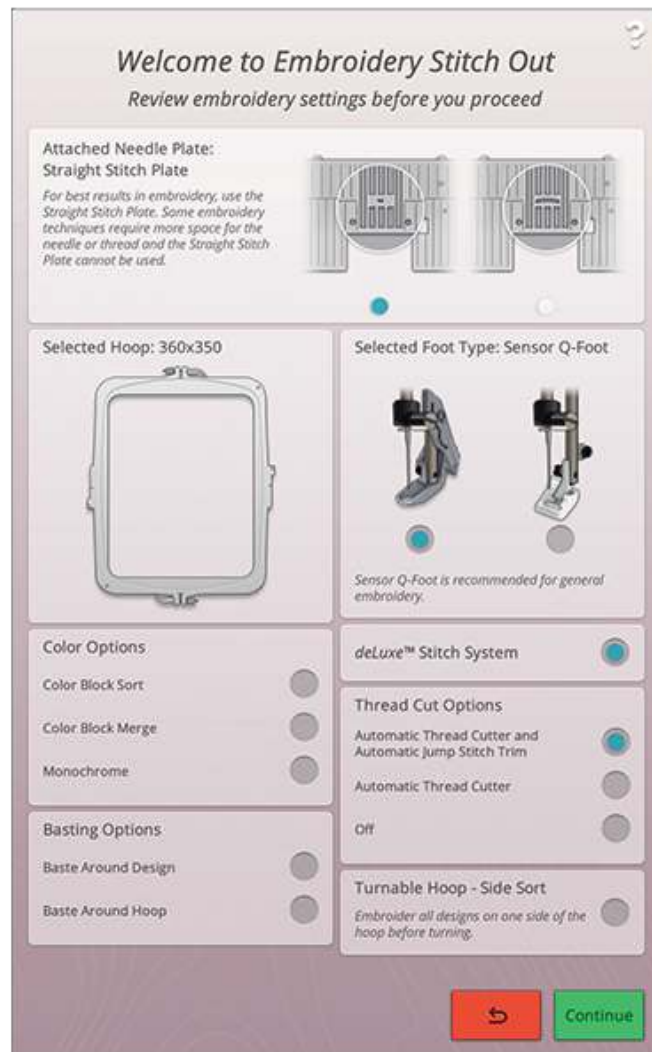 ?
Welcome to Embroidery Stitch Out
Review embroidery settings before you proceed
Attached Needle Plate:
Straight Stitch Plate
For best results in embroidery, use the
Straight Stitch Plate. Some embroidery
techniques require more space for the
needle or thread and the Straight Stitch
Plate cannot be used.
Selected Hoop: 360x350
Selected Foot Type: Sensor Q-Foot
Sensor Q-Foot is recommended for general
embroidery.
Color Options
Color Block Sort
Color Block Merge
Monochrome
Basting Options
Baste Around Design
Baste Around Hoop
deLuxe™ Stitch System
Thread Cut Options
Automatic Thread Cutter and
Automatic Jump Stitch Trim
Automatic Thread Cutter
Off
Turnable Hoop - Side Sort
Embroider all designs on one side of the
hoop before turning.
Continue